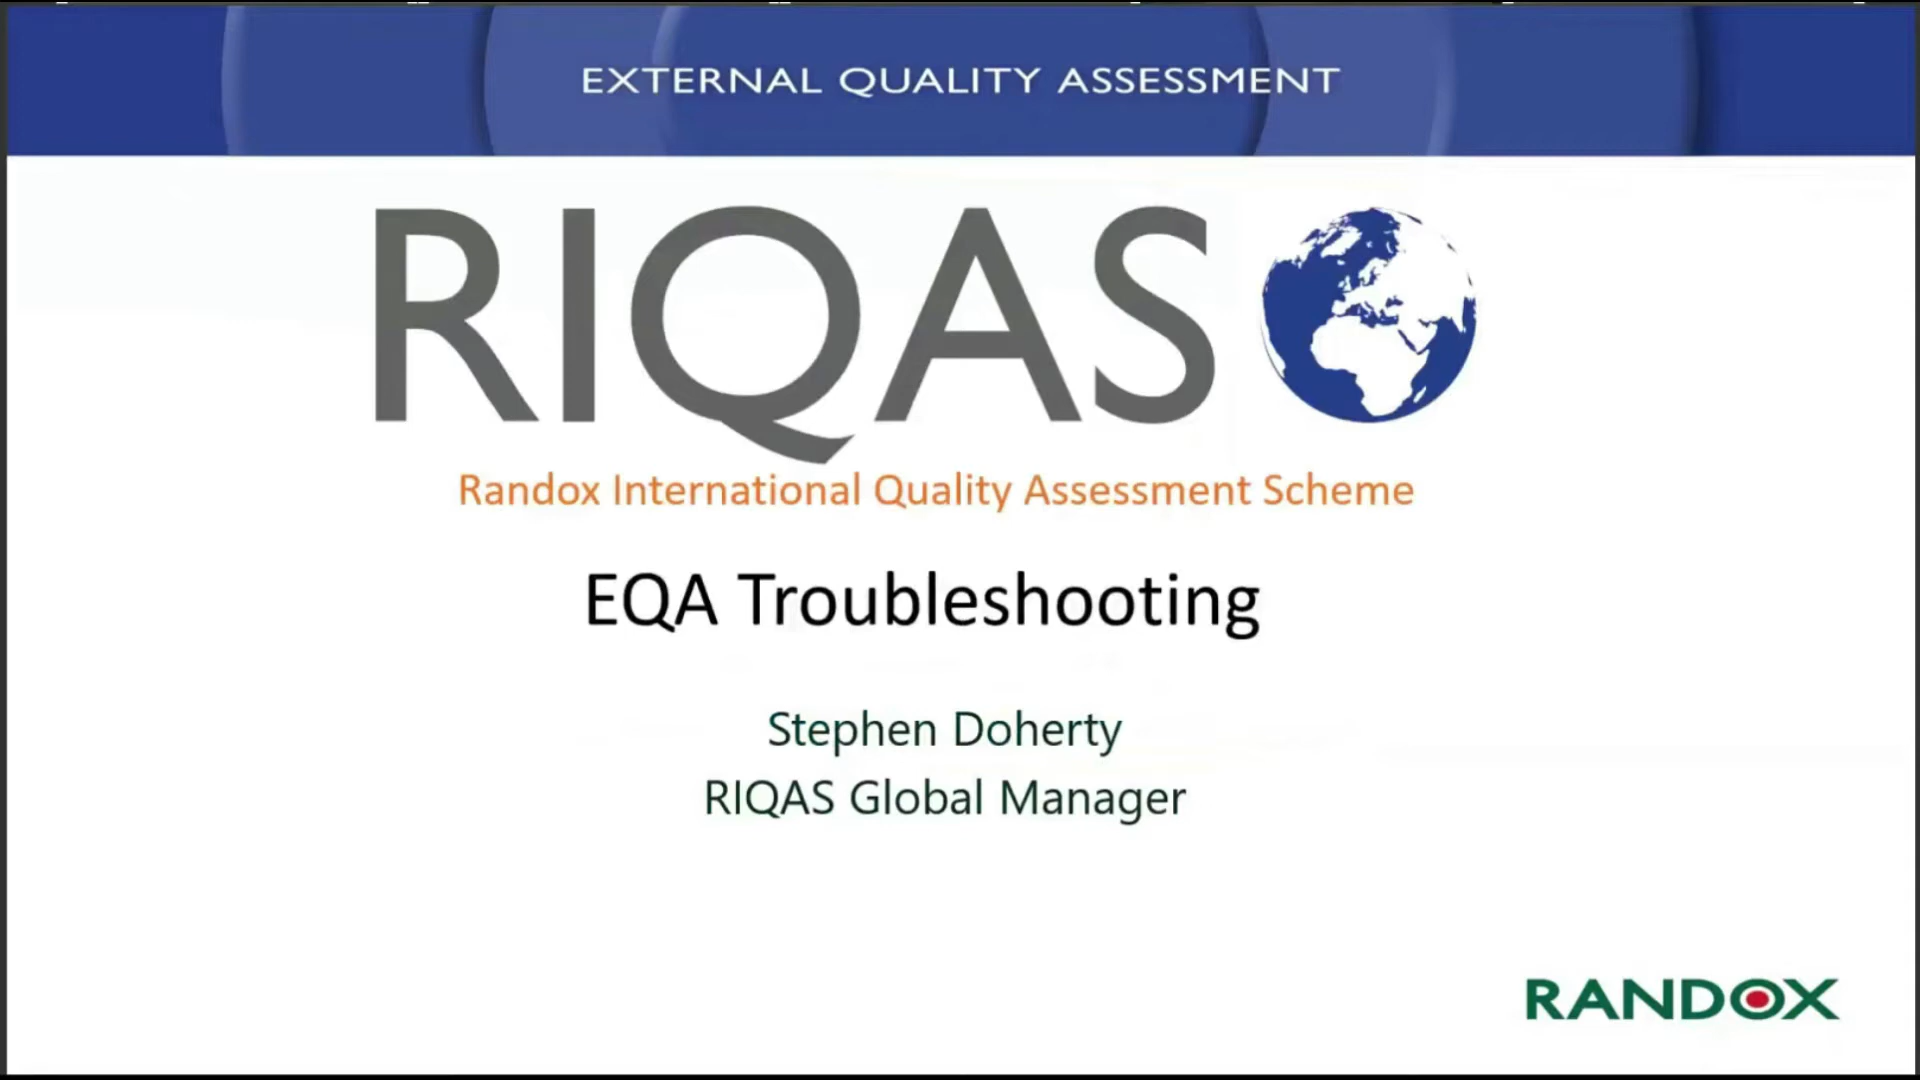 EXTERNAL QUALITY ASSESSMENT
RIQAS
Randox International Quality Assessment Scheme
EQA Troubleshooting
Stephen Doherty
RIQAS Global Manager
RANDOX